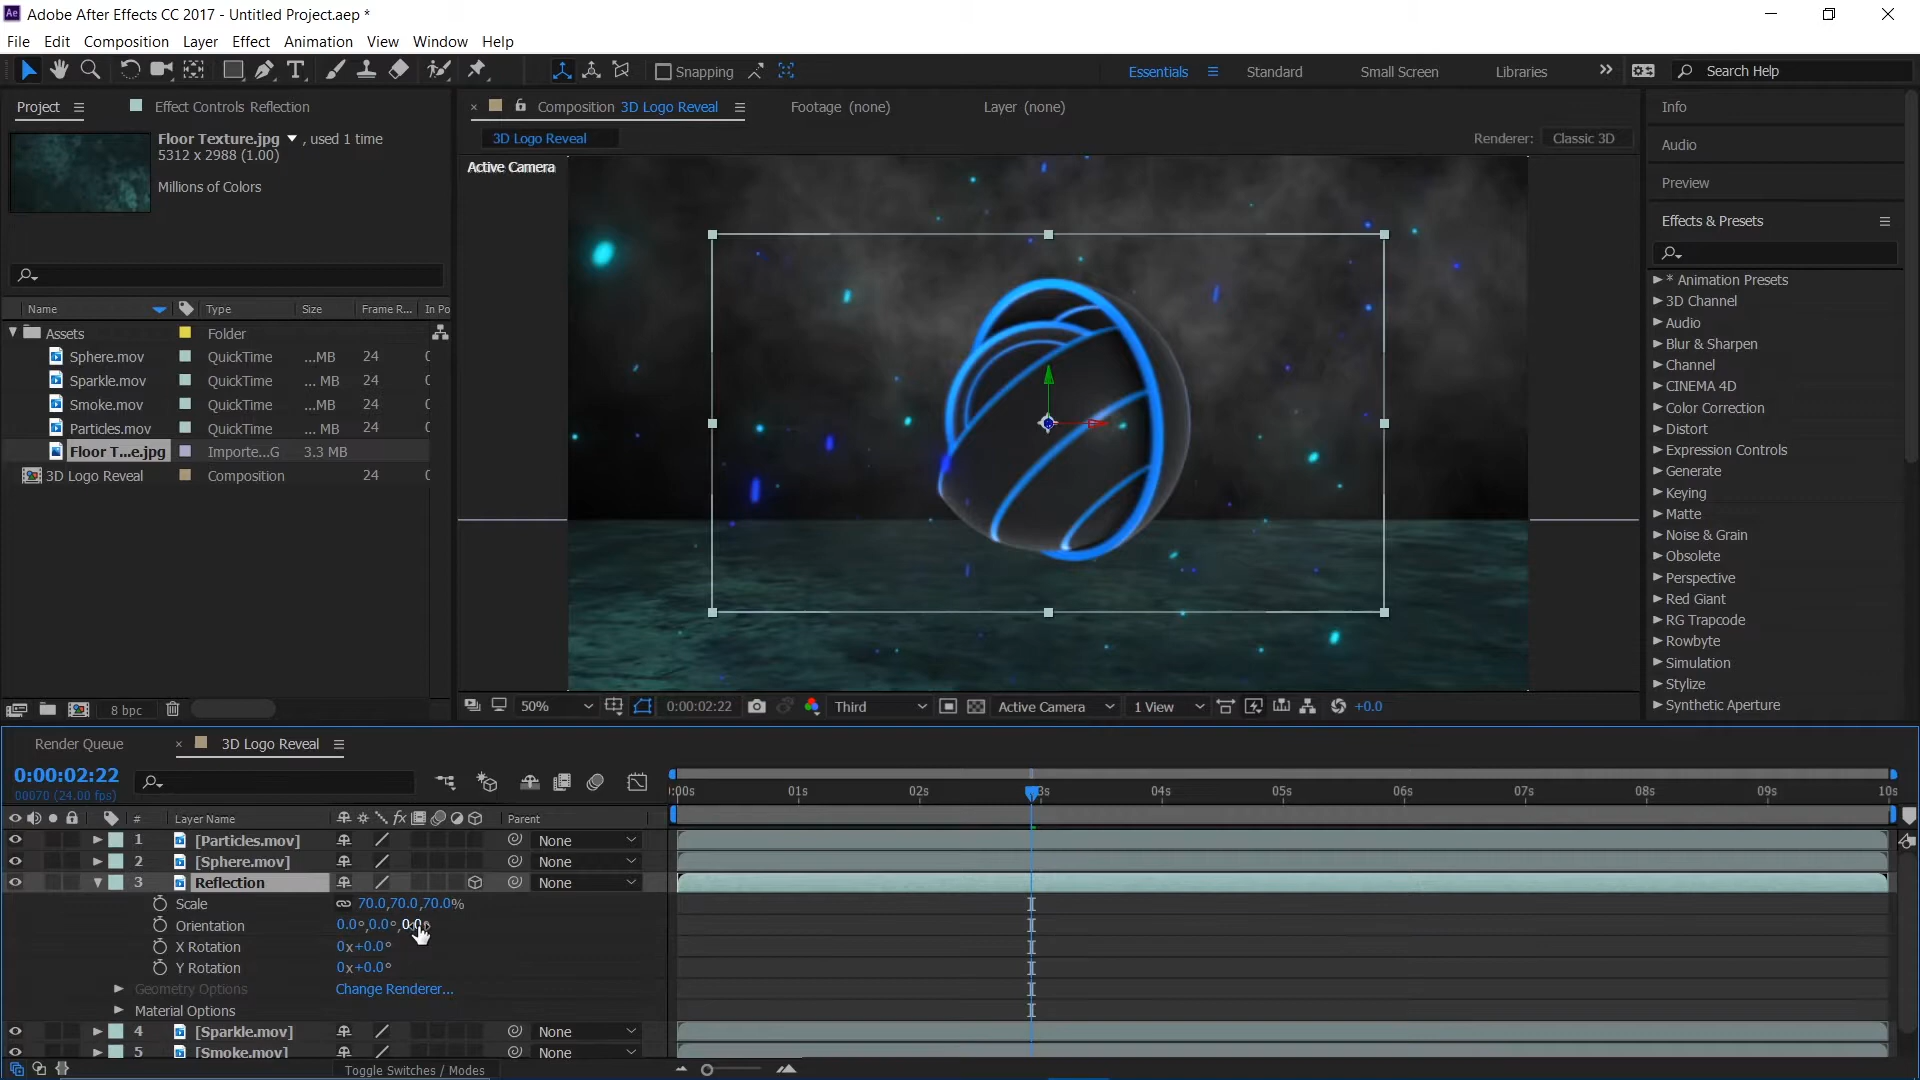 Ae Adobe After Effects CC 2017 - Untitled Project.aep *
File Edit Composition Layer Effect Animation View Window Help
Snapping Essentials Standard Small Screen Libraries Search Help
Project Effect Controls Reflection
Floor Texture.jpg , used 1 time
5312 x 2988 (1.00)
Millions of Colors
Name Type Size Frame R... In Po
Assets Folder
Sphere.mov QuickTime ...MB 24
Sparkle.mov QuickTime ... MB 24
Smoke.mov QuickTime ...MB 24
Particles.mov QuickTime ... MB 24
Floor T...e.jpg Importe...G 3.3 MB
3D Logo Reveal Composition 24
8 bpc
Composition 3D Logo Reveal Footage (none) Layer (none)
3D Logo Reveal Renderer: Classic 3D
Active Camera
50% 0:00:02:22 Third Active Camera 1 View +0.0
Info
Audio
Preview
Effects & Presets
* Animation Presets
3D Channel
Audio
Blur & Sharpen
Channel
CINEMA 4D
Color Correction
Distort
Expression Controls
Generate
Keying
Matte
Noise & Grain
Obsolete
Perspective
Red Giant
RG Trapcode
Rowbyte
Simulation
Stylize
Synthetic Aperture
Render Queue 3D Logo Reveal
0:00:02:22
00070 (24.00 fps)
:00s 01s 02s 3s 04s 05s 06s 07s 08s 09s 10s
# Layer Name fx Parent
1 [Particles.mov] None
2 [Sphere.mov] None
3 Reflection None
Scale 70.0,70.0,70.0%
Orientation 0.0°,0.0°,0.0°
X Rotation 0x+0.0°
Y Rotation 0x+0.0°
Geometry Options Change Renderer...
Material Options
4 [Sparkle.mov] None
5 [Smoke.mov] None
Toggle Switches / Modes